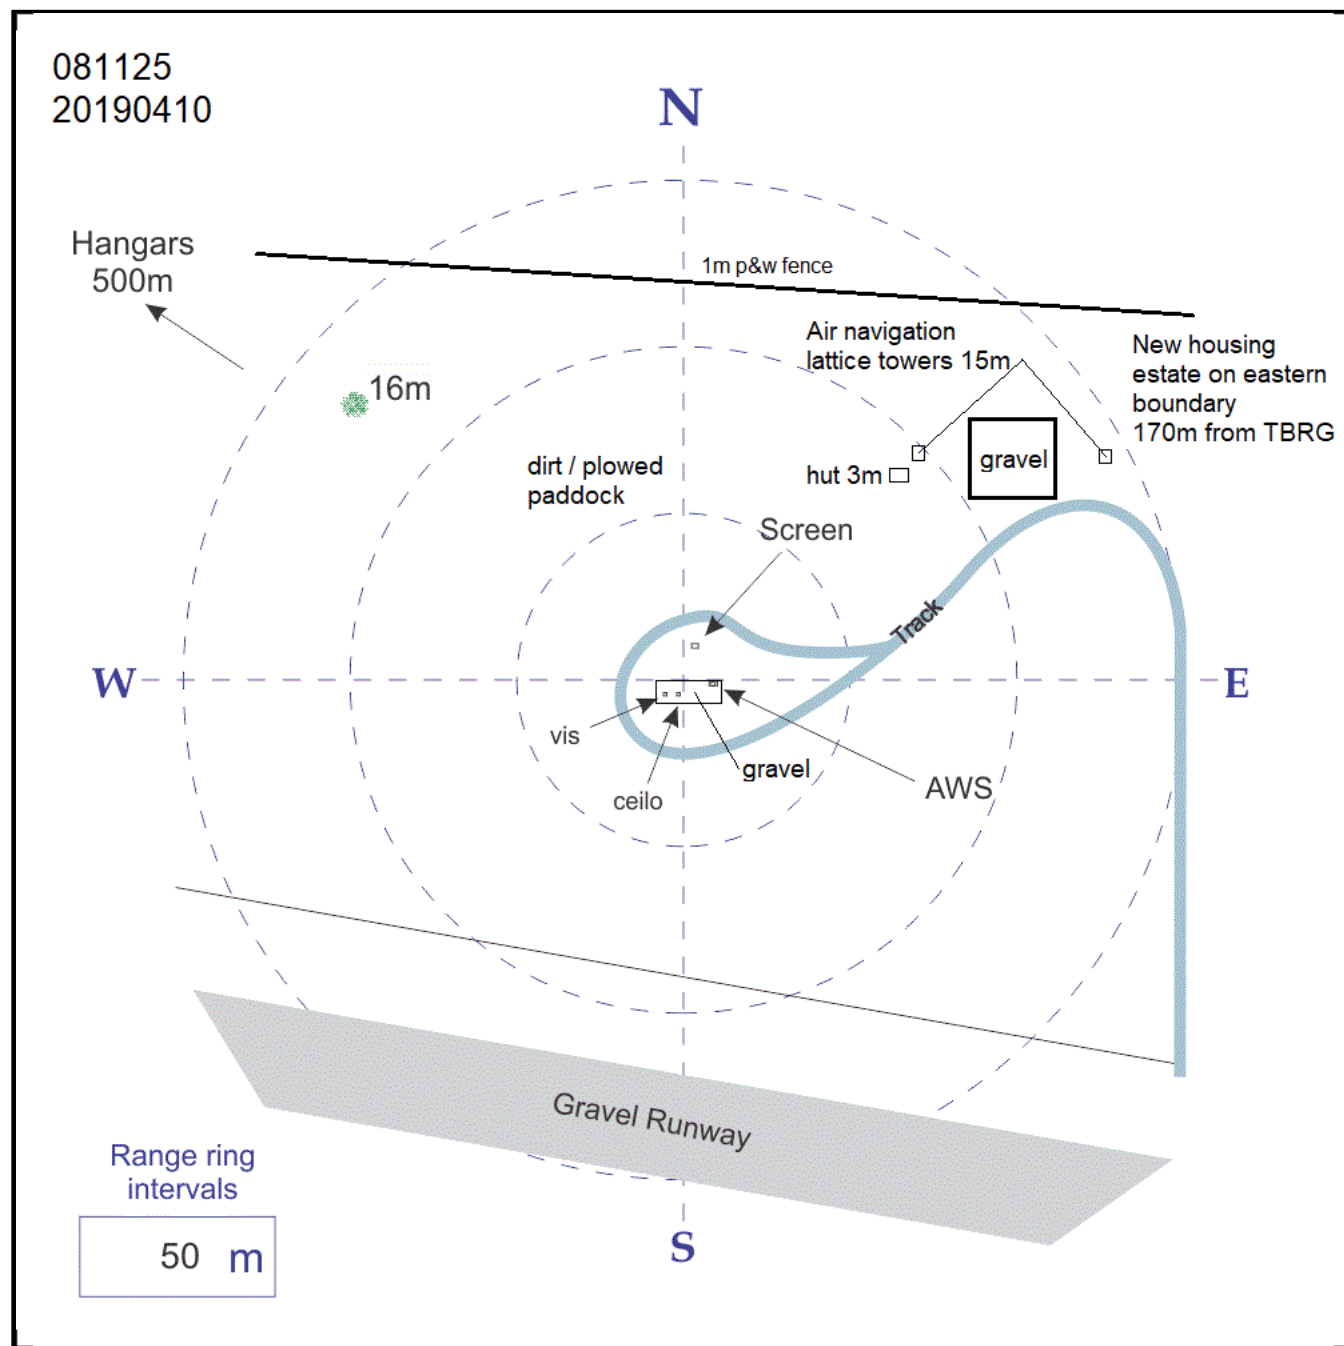 081125
20190410
N
Hangars
500m
1m p&w fence
Air navigation
lattice towers 15m
New housing
estate on eastern
boundary
170m from TBRG
16m
gravel
hut 3m
dirt / plowed
paddock
Screen
Track
W
E
vis
gravel
ceilo
AWS
Gravel Runway
Range ring
intervals
50 m
S